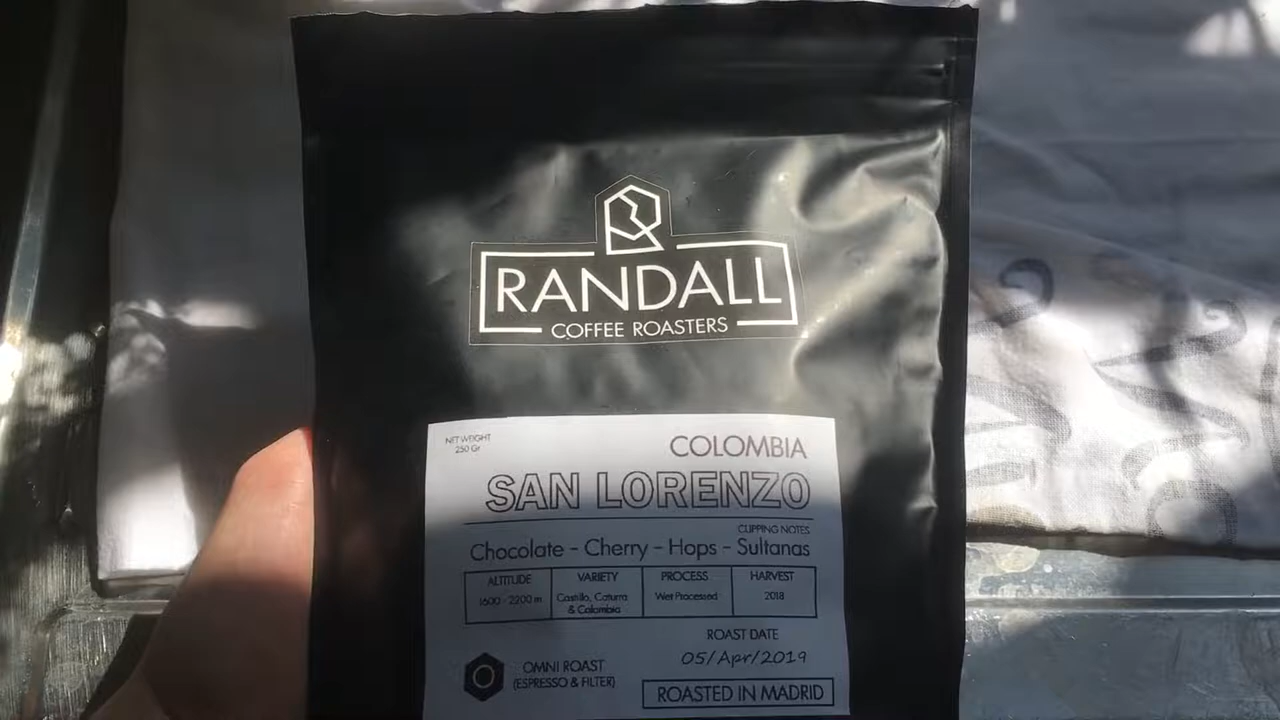 RANDALL
COFFEE ROASTERS
NET WEIGHT
250 Gr
COLOMBIA
SAN LORENZO
CUPPING NOTES
Chocolate - Cherry - Hops - Sultanas
ALTITUDE
1600 - 2200 m
VARIETY
Castillo, Caturra
& Colombia
PROCESS
Wet Processed
HARVEST
2018
ROAST DATE
05/Apr/2019
OMNI ROAST
(ESPRESSO & FILTER)
ROASTED IN MADRID